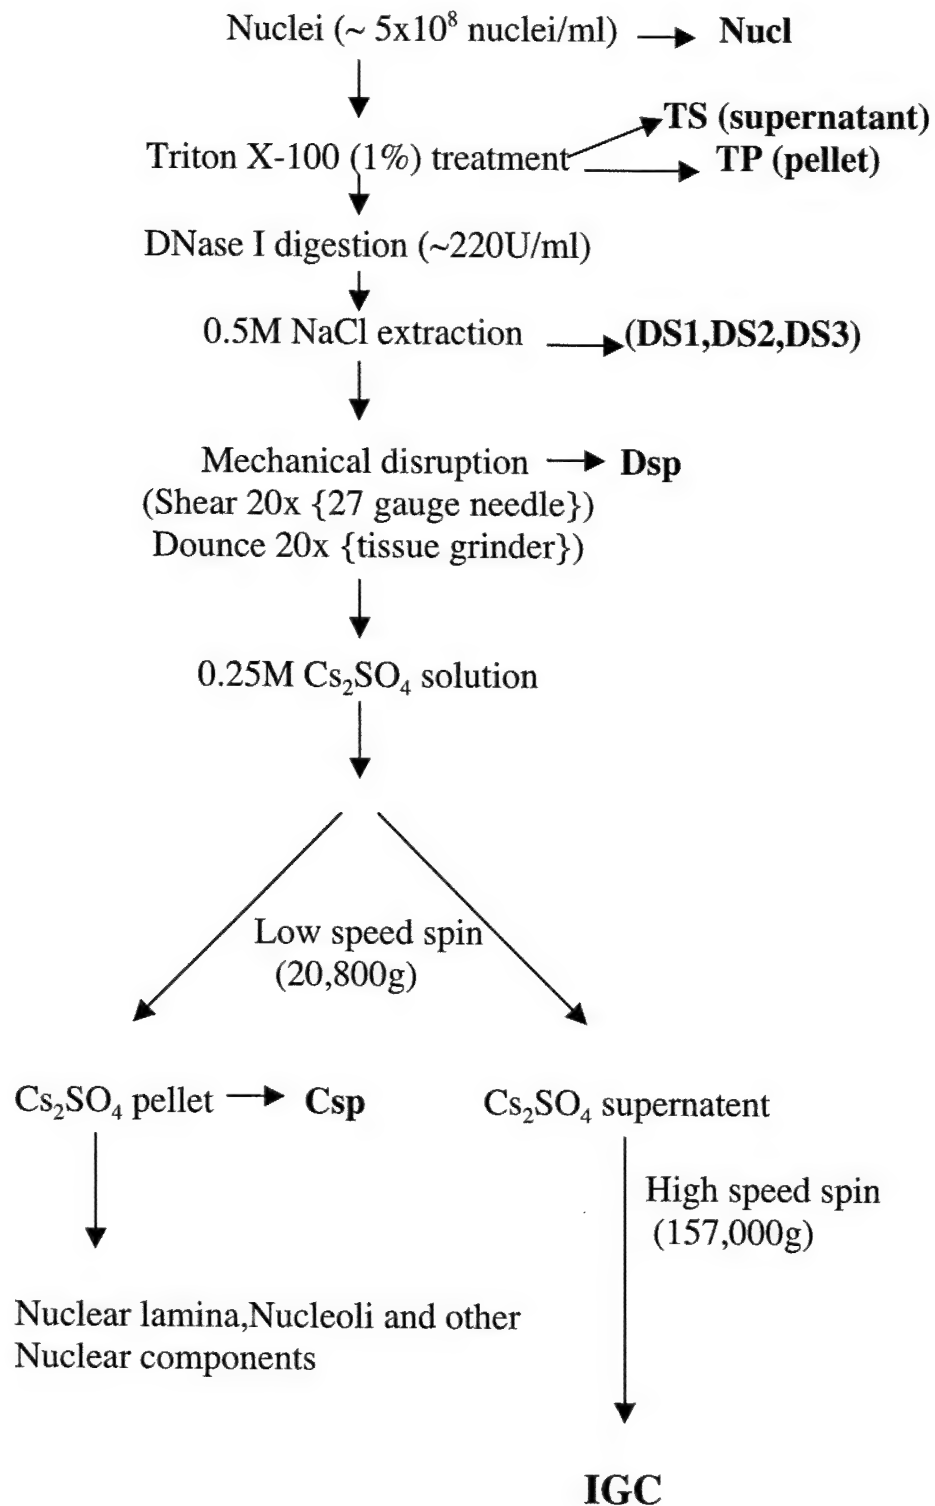 Nuclei (~ 5x10⁸ nuclei/ml) Nucl
TS (supernatant)
Triton X-100 (1%) treatment TP (pellet)
DNase I digestion (~220U/ml)
0.5M NaCl extraction (DS1,DS2,DS3)
Mechanical disruption Dsp
(Shear 20x {27 gauge needle})
Dounce 20x {tissue grinder})
0.25M Cs₂SO₄ solution
Low speed spin
(20,800g)
Cs₂SO₄ pellet Csp Cs₂SO₄ supernatent
High speed spin
(157,000g)
Nuclear lamina,Nucleoli and other
Nuclear components
IGC